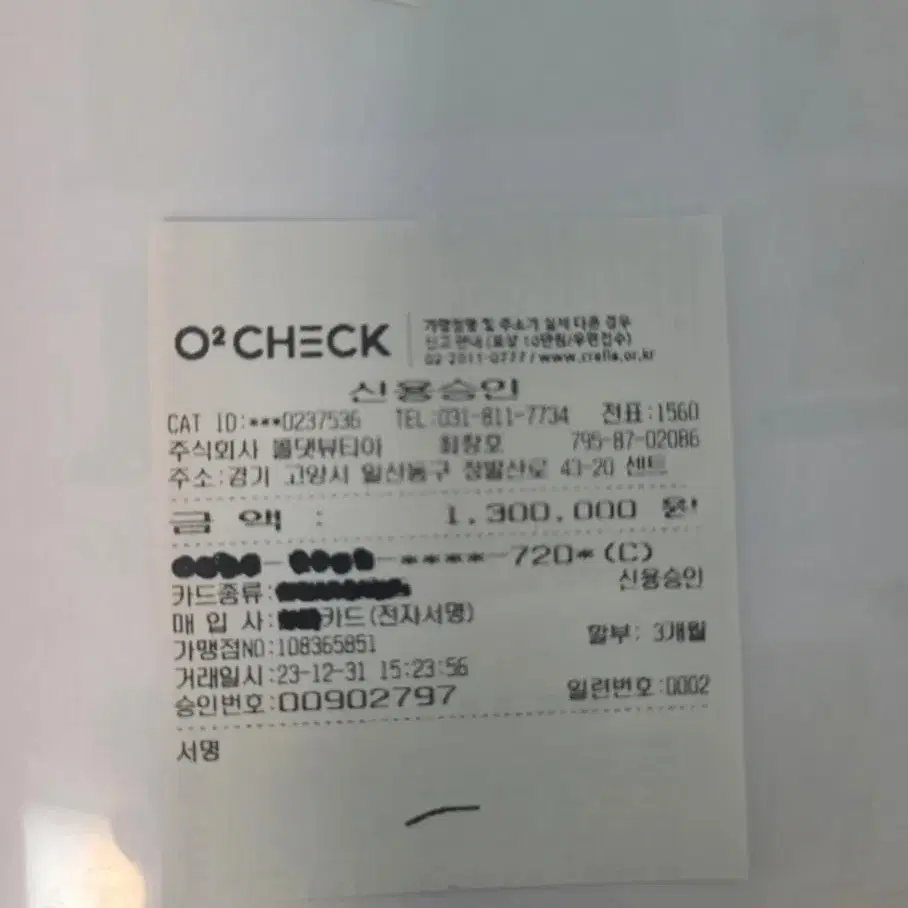 O² CHECK
가맹점명 및 주소가 실제 다른 경우
신고 안내 (포상 10만원/우편접수)
02-2011-0777 / www.crefia.or.kr
신용승인
CAT ID:***0237536 TEL:031-811-7734 전표:1560
주식회사 볼댓뷰티아 최창호 795-87-02086
주소:경기 고양시 일산동구 정발산로 43-20 센트
금 액 : 1,300,000 원
-****-720*(C)
카드종류: 신용승인
매 입 사: 카드(전자서명)
가맹점NO:108365851 할부: 3개월
거래일시:23-12-31 15:23:56
승인번호:00902797 일련번호:0002
서명